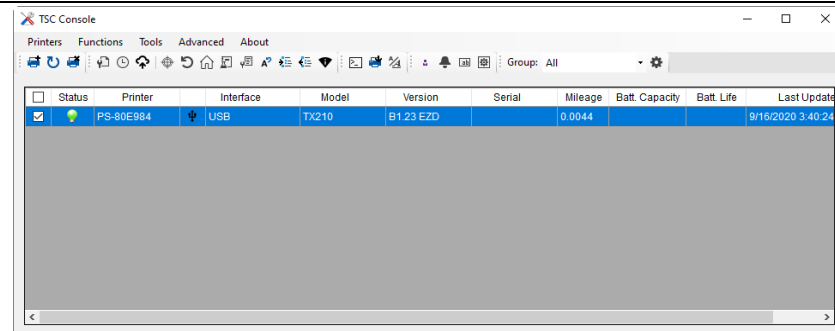 TSC Console
Printers Functions Tools Advanced About
Group: All
Status Printer Interface Model Version Serial Mileage Batt. Capacity Batt. Life Last Update
PS-80E984 USB TX210 B1.23 EZD 0.0044 9/16/2020 3:40:24